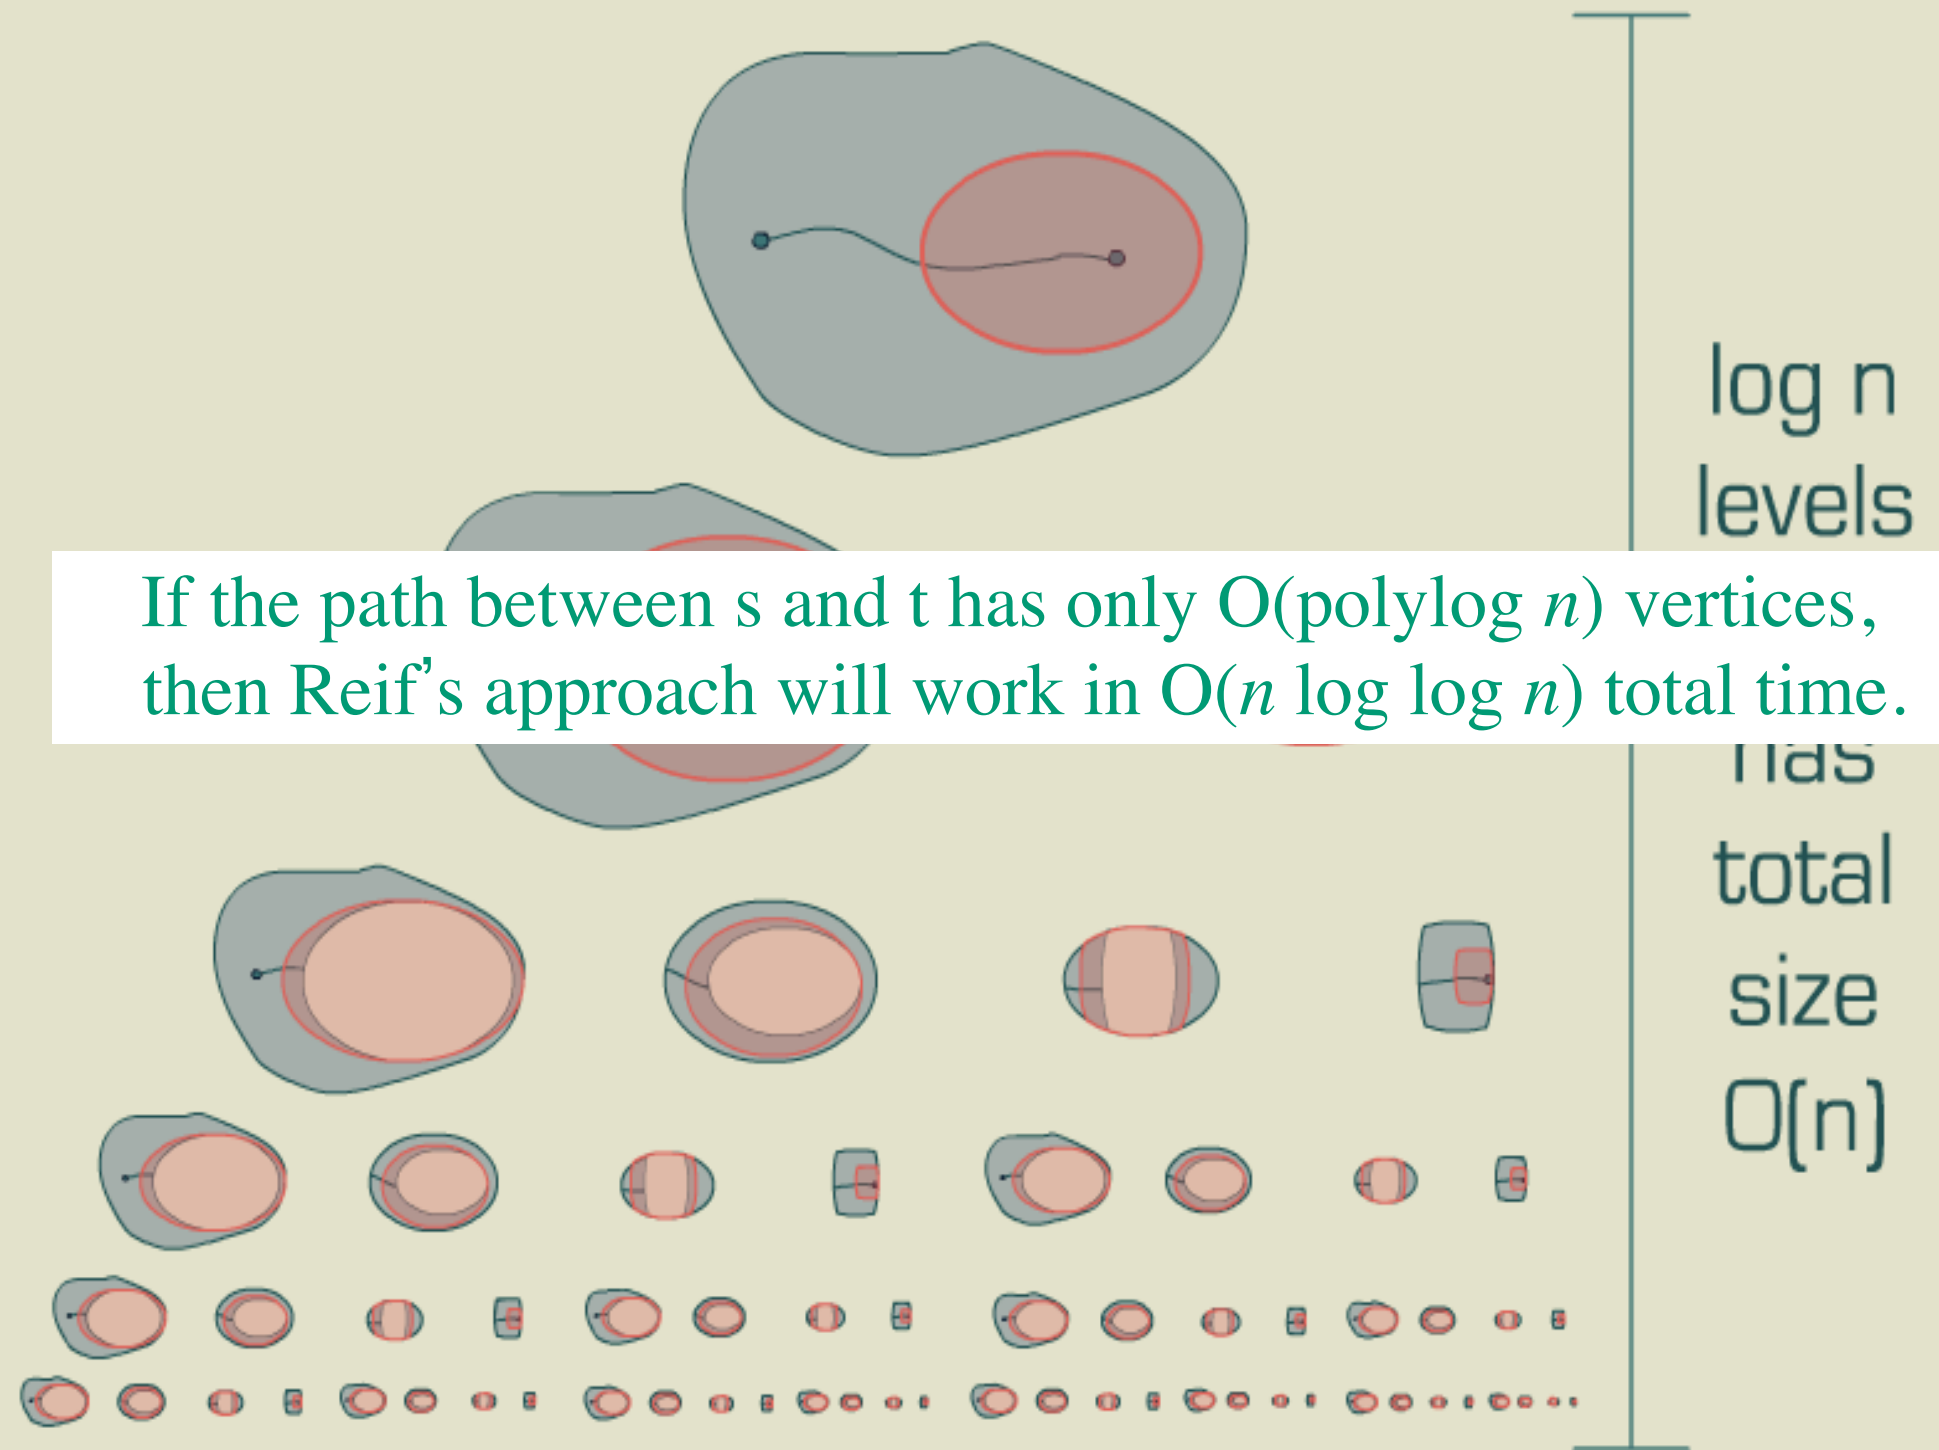 log n
levels
If the path between s and t has only O(polylog n) vertices,
then Reif’s approach will work in O(n log log n) total time.
has
total
size
O(n)